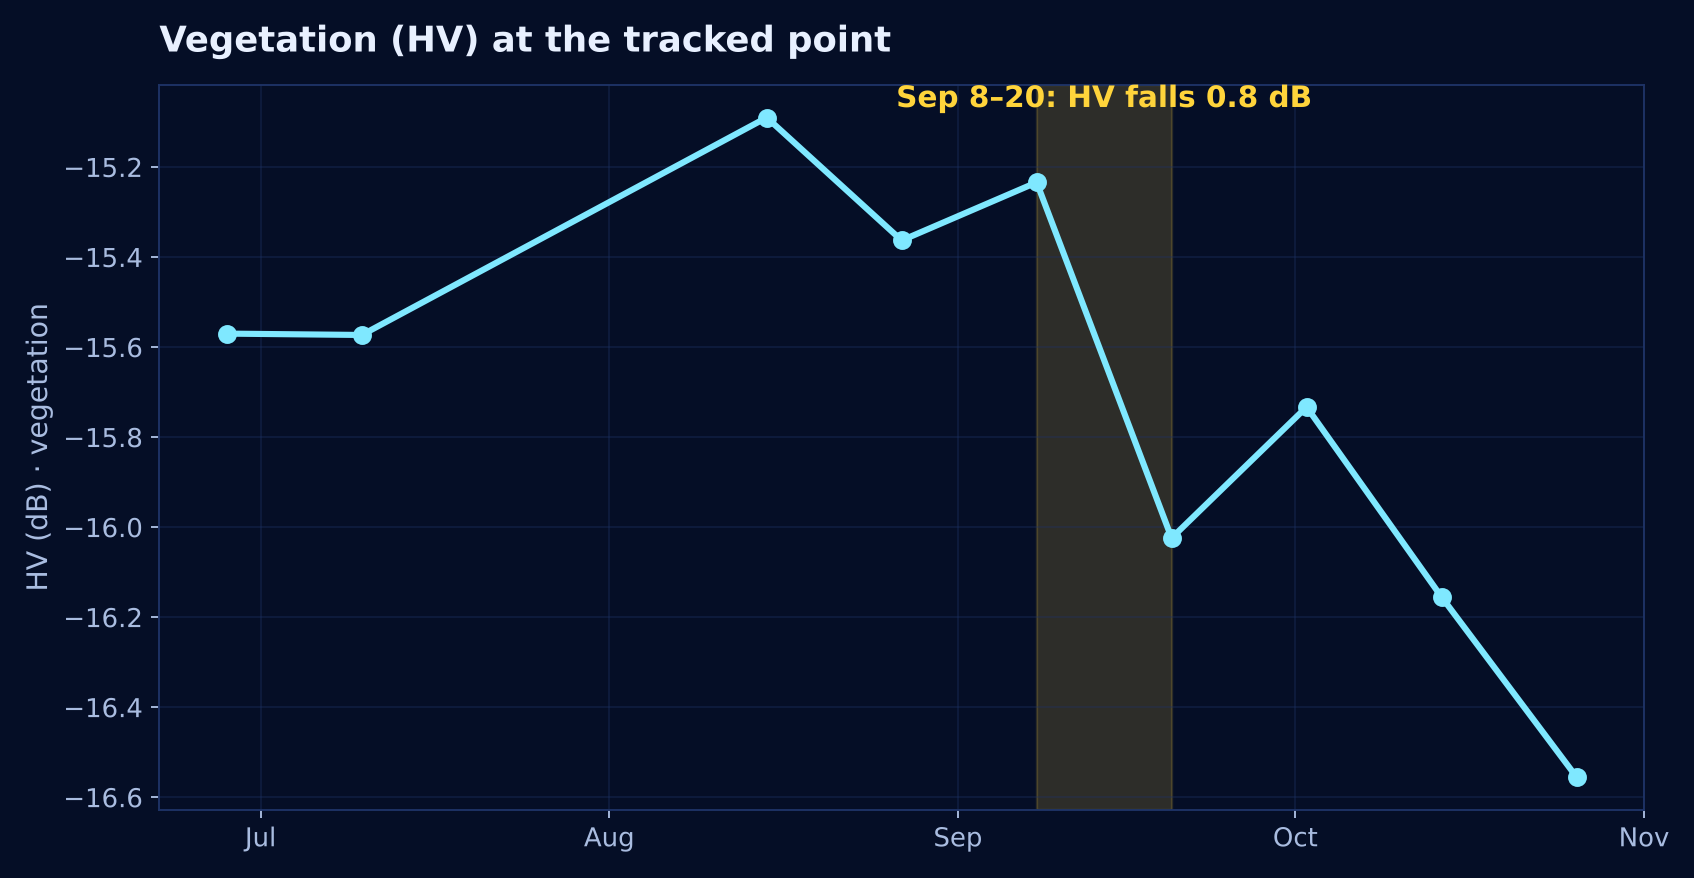 Vegetation (HV) at the tracked point
Sep 8–20: HV falls 0.8 dB
HV (dB) · vegetation
−15.2
−15.4
−15.6
−15.8
−16.0
−16.2
−16.4
−16.6
Jul
Aug
Sep
Oct
Nov